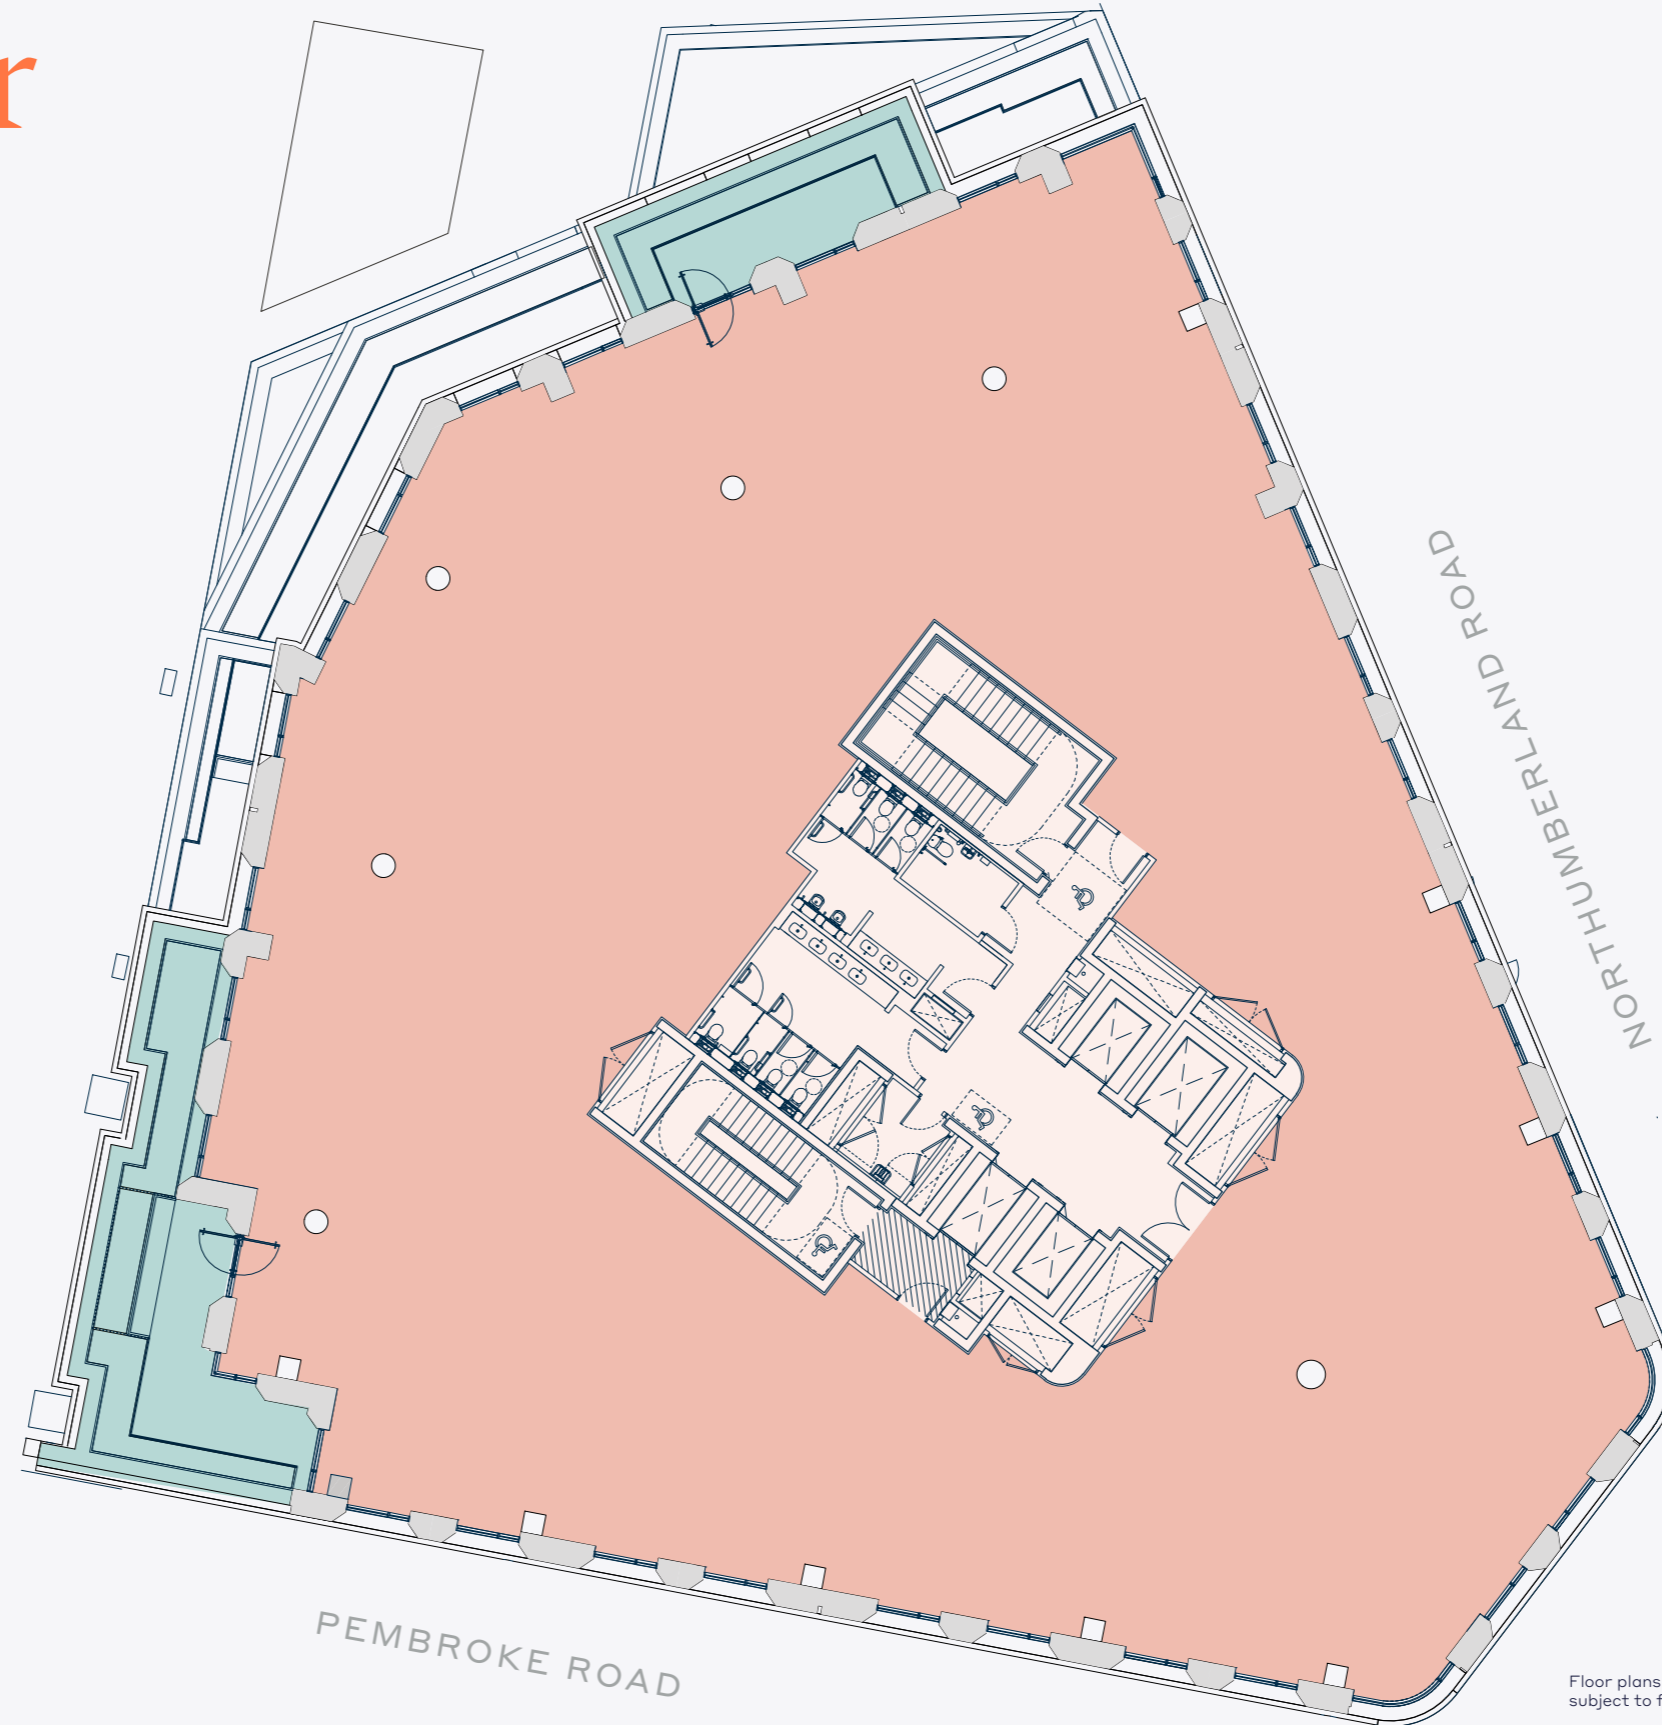 r
NORTHUMBERLAND ROAD
PEMBROKE ROAD
Floor plans
subject to f